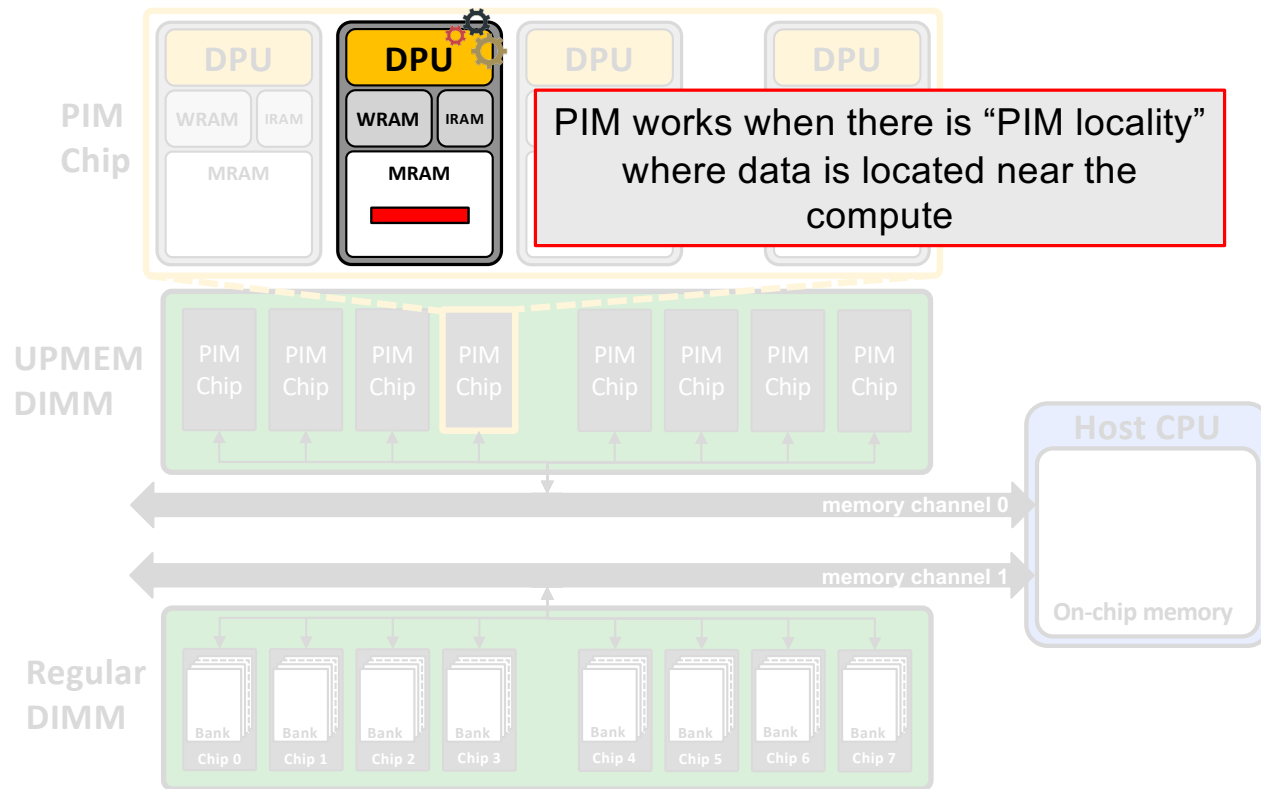 PIM
Chip
DPU
WRAM
IRAM
MRAM
DPU
WRAM
IRAM
MRAM
DPU
DPU
PIM works when there is “PIM locality”
where data is located near the
compute
UPMEM
DIMM
PIM
Chip
PIM
Chip
PIM
Chip
PIM
Chip
PIM
Chip
PIM
Chip
PIM
Chip
PIM
Chip
Host CPU
On-chip memory
memory channel 0
memory channel 1
Regular
DIMM
Bank
Chip 0
Bank
Chip 1
Bank
Chip 2
Bank
Chip 3
Bank
Chip 4
Bank
Chip 5
Bank
Chip 6
Bank
Chip 7